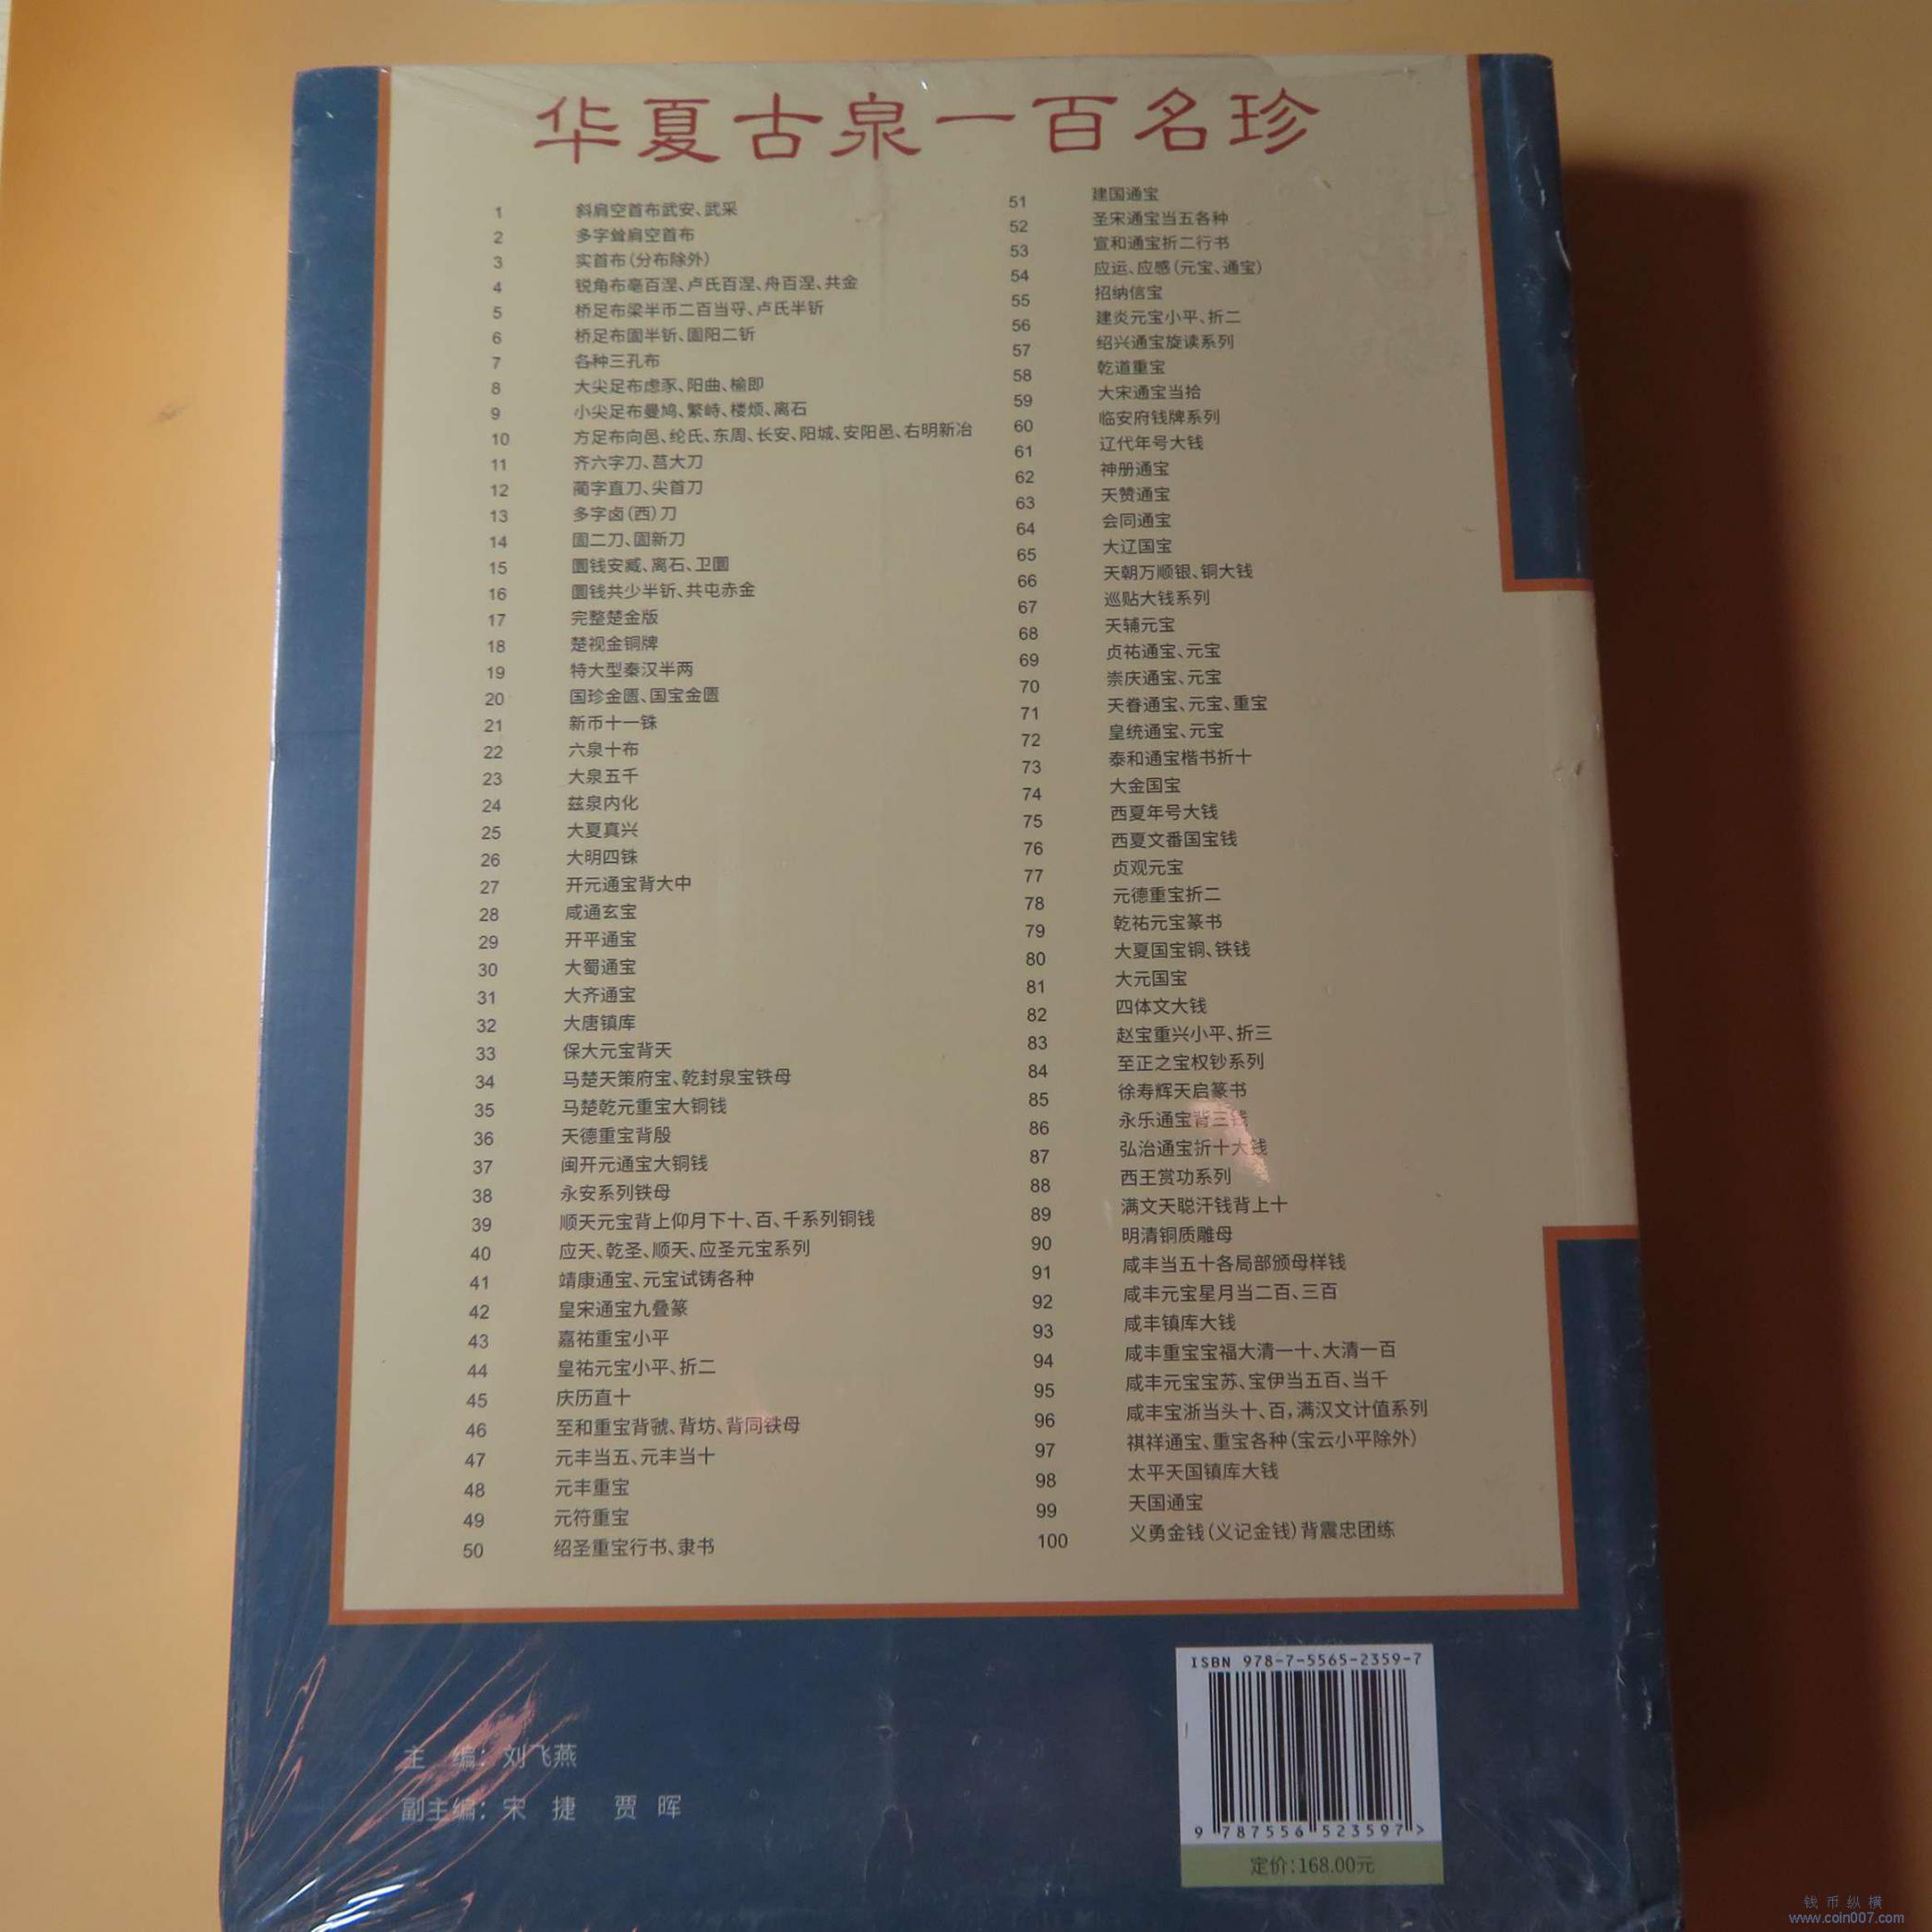 华夏古泉一百名珍
1 斜肩空首布武安、武采
2 多字耸肩空首布
3 实首布(分布除外)
4 锐角布亳百涅、卢氏百涅、舟百涅、共金
5 桥足布梁半币二百当寽、卢氏半釿
6 桥足布圁半釿、圁阳二釿
7 各种三孔布
8 大尖足布虑豕、阳曲、榆即
9 小尖足布曼鸠、繁峙、楼烦、离石
10 方足布向邑、纶氏、东周、长安、阳城、安阳邑、右明新冶
11 齐六字刀、莒大刀
12 蔺字直刀、尖首刀
13 多字卤(西)刀
14 圁二刀、圁新刀
15 圜钱安臧、离石、卫圜
16 圜钱共少半釿、共屯赤金
17 完整楚金版
18 楚视金铜牌
19 特大型秦汉半两
20 国珍金匮、国宝金匮
21 新币十一铢
22 六泉十布
23 大泉五千
24 兹泉内化
25 大夏真兴
26 大明四铢
27 开元通宝背大中
28 咸通玄宝
29 开平通宝
30 大蜀通宝
31 大齐通宝
32 大唐镇库
33 保大元宝背天
34 马楚天策府宝、乾封泉宝铁母
35 马楚乾元重宝大铜钱
36 天德重宝背殷
37 闽开元通宝大铜钱
38 永安系列铁母
39 顺天元宝背上仰月下十、百、千系列铜钱
40 应天、乾圣、顺天、应圣元宝系列
41 靖康通宝、元宝试铸各种
42 皇宋通宝九叠篆
43 嘉祐重宝小平
44 皇祐元宝小平、折二
45 庆历直十
46 至和重宝背虢、背坊、背同铁母
47 元丰当五、元丰当十
48 元丰重宝
49 元符重宝
50 绍圣重宝行书、隶书
51 建国通宝
52 圣宋通宝当五各种
53 宣和通宝折二行书
54 应运、应感(元宝、通宝)
55 招纳信宝
56 建炎元宝小平、折二
57 绍兴通宝旋读系列
58 乾道重宝
59 大宋通宝当拾
60 临安府钱牌系列
61 辽代年号大钱
62 神册通宝
63 天赞通宝
64 会同通宝
65 大辽国宝
66 天朝万顺银、铜大钱
67 巡贴大钱系列
68 天辅元宝
69 贞祐通宝、元宝
70 崇庆通宝、元宝
71 天眷通宝、元宝、重宝
72 皇统通宝、元宝
73 泰和通宝楷书折十
74 大金国宝
75 西夏年号大钱
76 西夏文番国宝钱
77 贞观元宝
78 元德重宝折二
79 乾祐元宝篆书
80 大夏国宝铜、铁钱
81 大元国宝
82 四体文大钱
83 赵宝重兴小平、折三
84 至正之宝权钞系列
85 徐寿辉天启篆书
86 永乐通宝背三钱
87 弘治通宝折十大钱
88 西王赏功系列
89 满文天聪汗钱背上十
90 明清铜质雕母
91 咸丰当五十各局部颁母样钱
92 咸丰元宝星月当二百、三百
93 咸丰镇库大钱
94 咸丰重宝宝福大清一十、大清一百
95 咸丰元宝宝苏、宝伊当五百、当千
96 咸丰宝浙当头十、百,满汉文计值系列
97 祺祥通宝、重宝各种(宝云小平除外)
98 太平天国镇库大钱
99 天国通宝
100 义勇金钱(义记金钱)背震忠团练
主 编:刘飞燕
副主编:宋 捷 贾 晖
ISBN 978-7-5565-2359-7
9 787556 523597>
定价:168.00元
钱币纵横
www.coin007.com